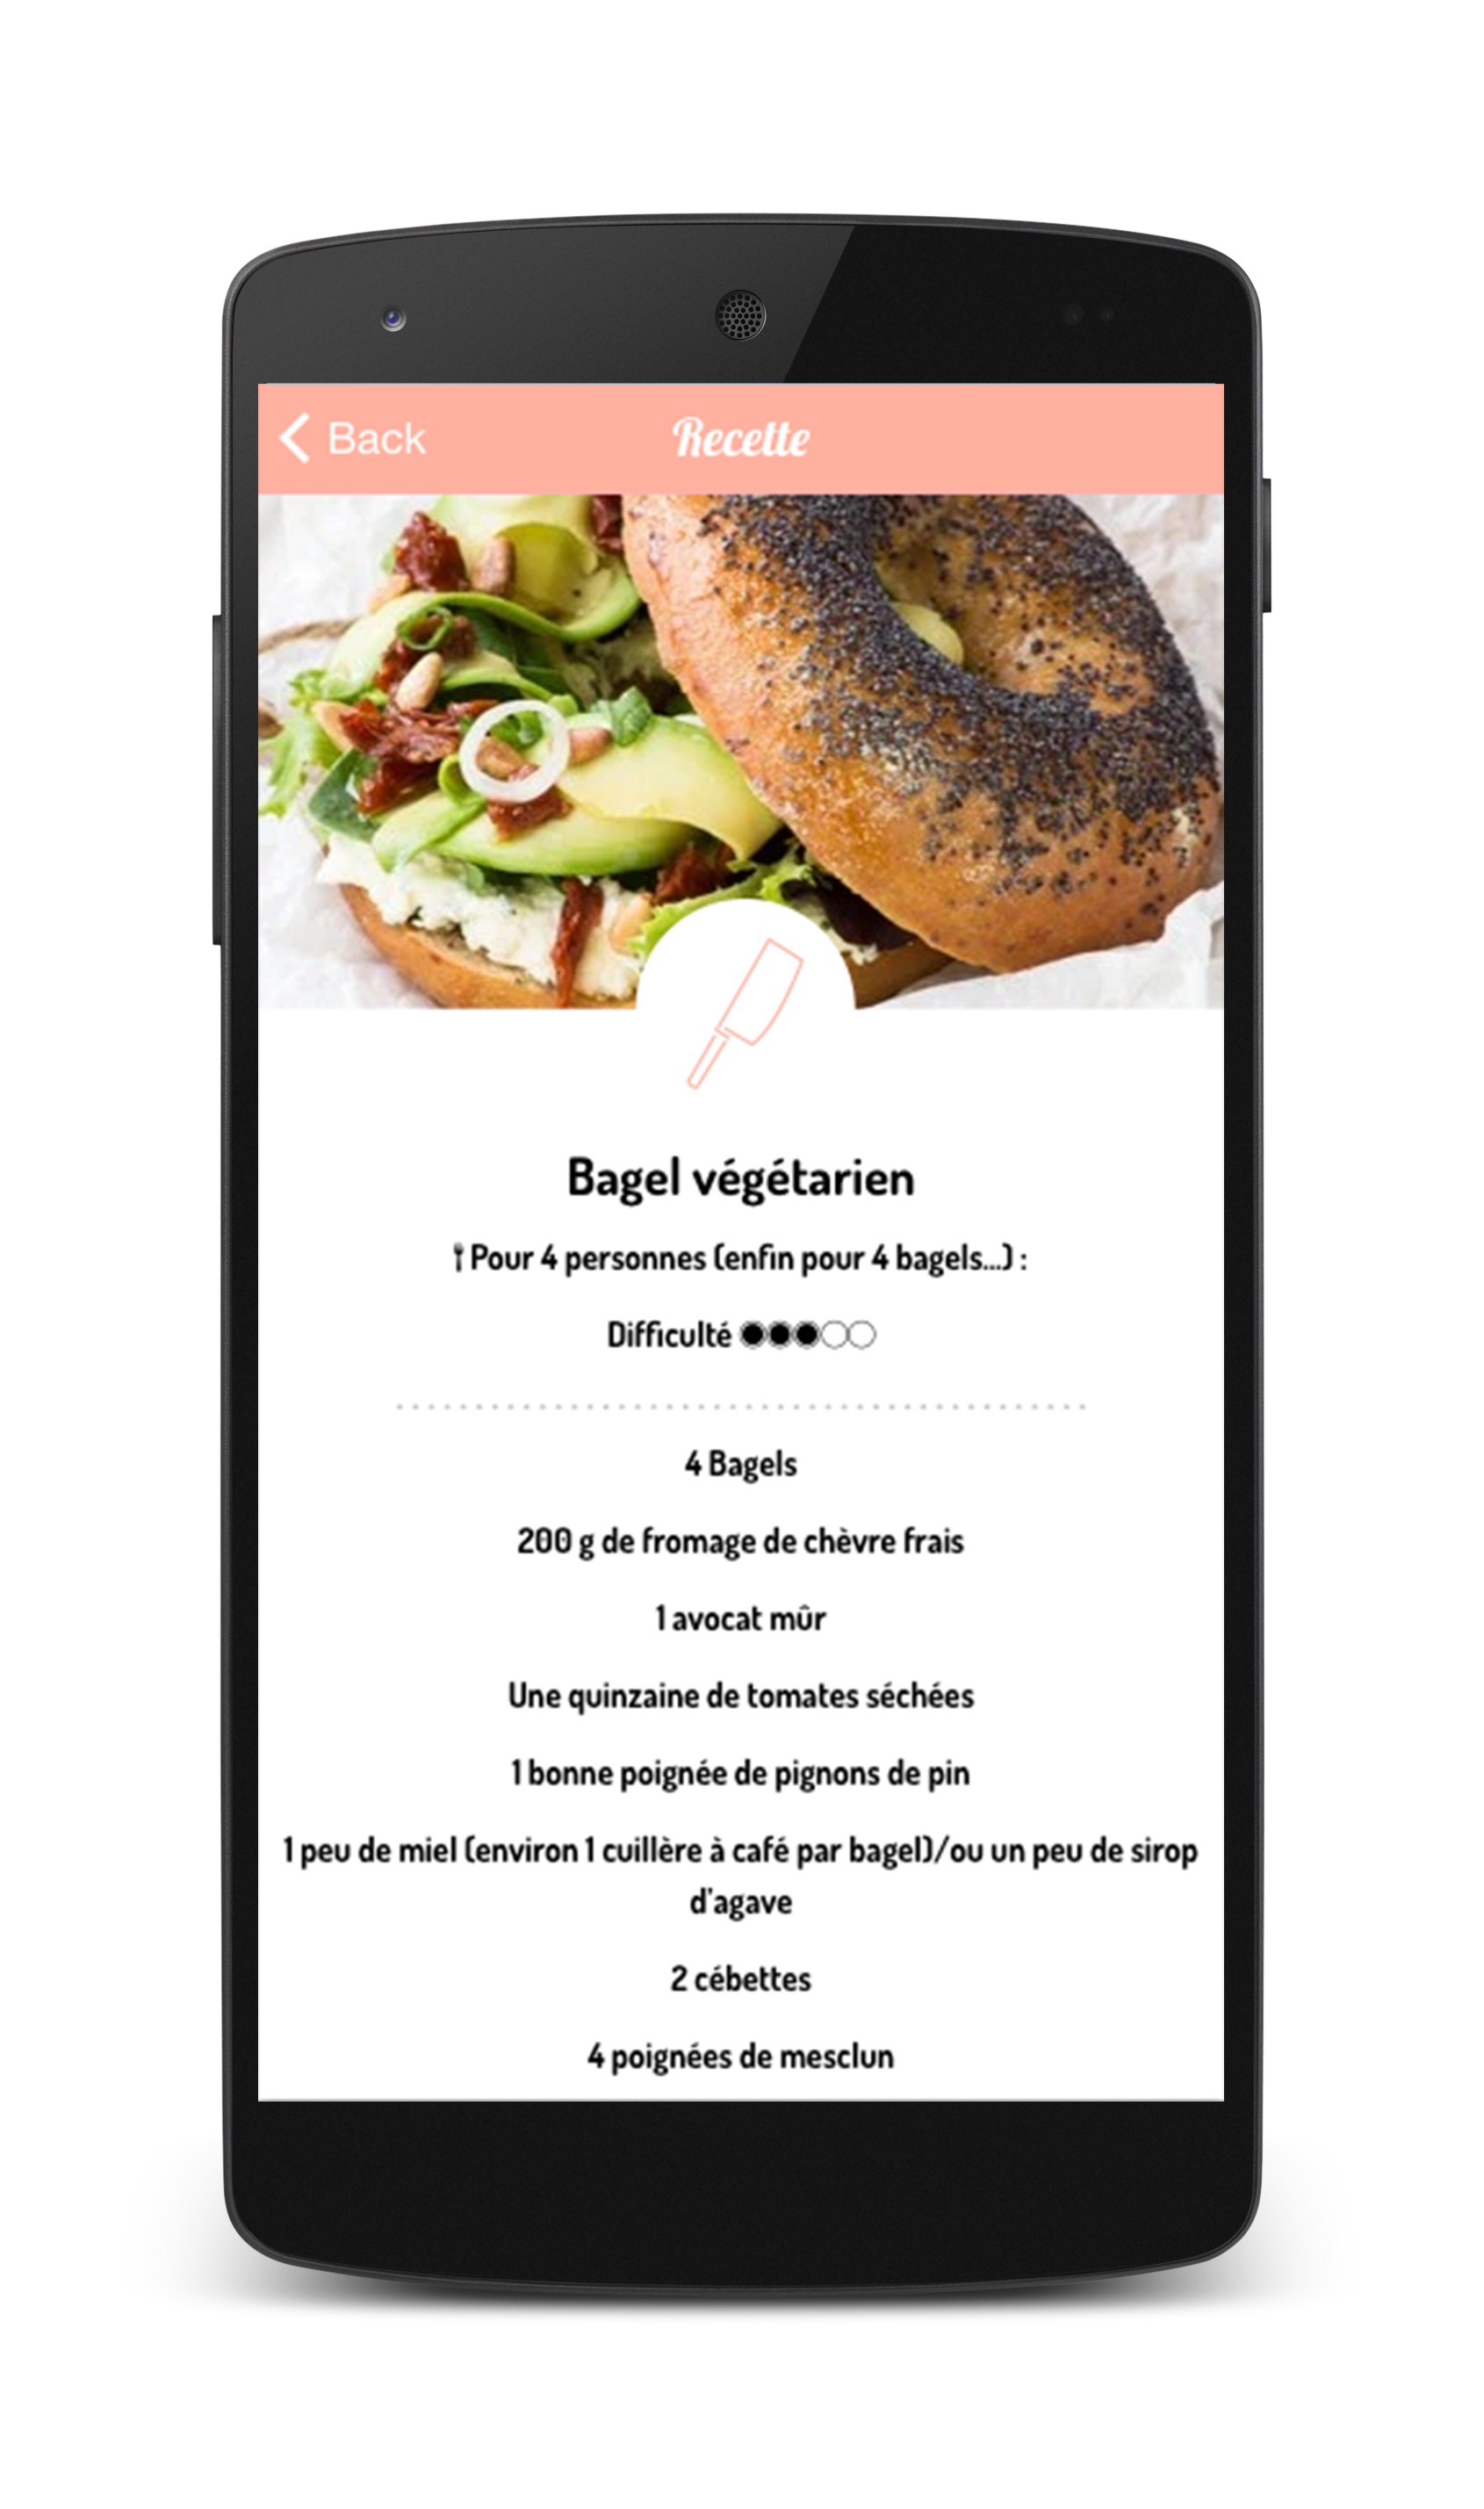 Back
Recette
Bagel végétarien
Pour 4 personnes (enfin pour 4 bagels...) :
Difficulté
4 Bagels
200 g de fromage de chèvre frais
1 avocat mûr
Une quinzaine de tomates séchées
1 bonne poignée de pignons de pin
1 peu de miel (environ 1 cuillère à café par bagel)/ou un peu de sirop
d'agave
2 cébettes
4 poignées de mesclun